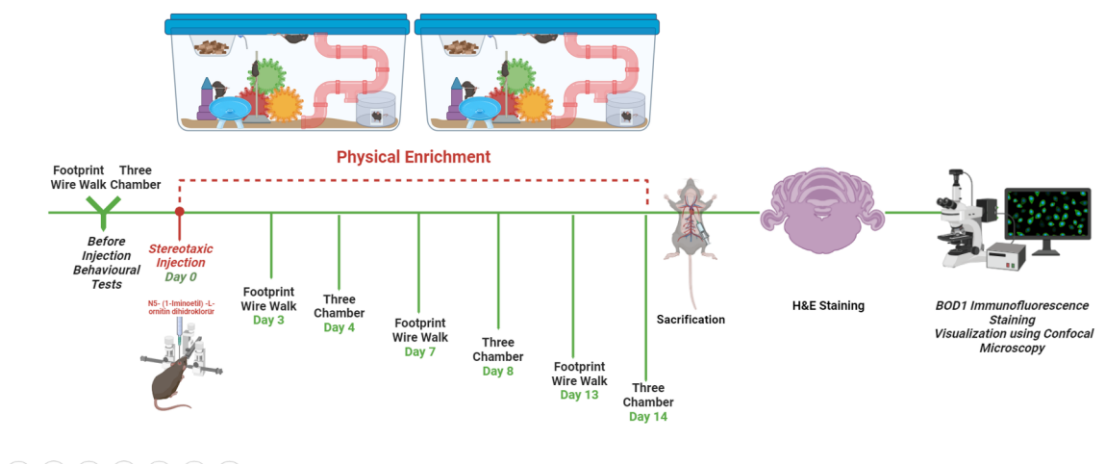 Physical Enrichment
Footprint
Wire Walk
Three
Chamber
Before
Injection
Behavioural
Tests
Stereotaxic
Injection
Day 0
N5- (1-Iminoetil) -L-
ornitin dihidroklorür
Footprint
Wire Walk
Day 3
Three
Chamber
Day 4
Footprint
Wire Walk
Day 7
Three
Chamber
Day 8
Footprint
Wire Walk
Day 13
Three
Chamber
Day 14
Sacrification
H&E Staining
BOD1 Immunofluorescence
Staining
Visualization using Confocal
Microscopy